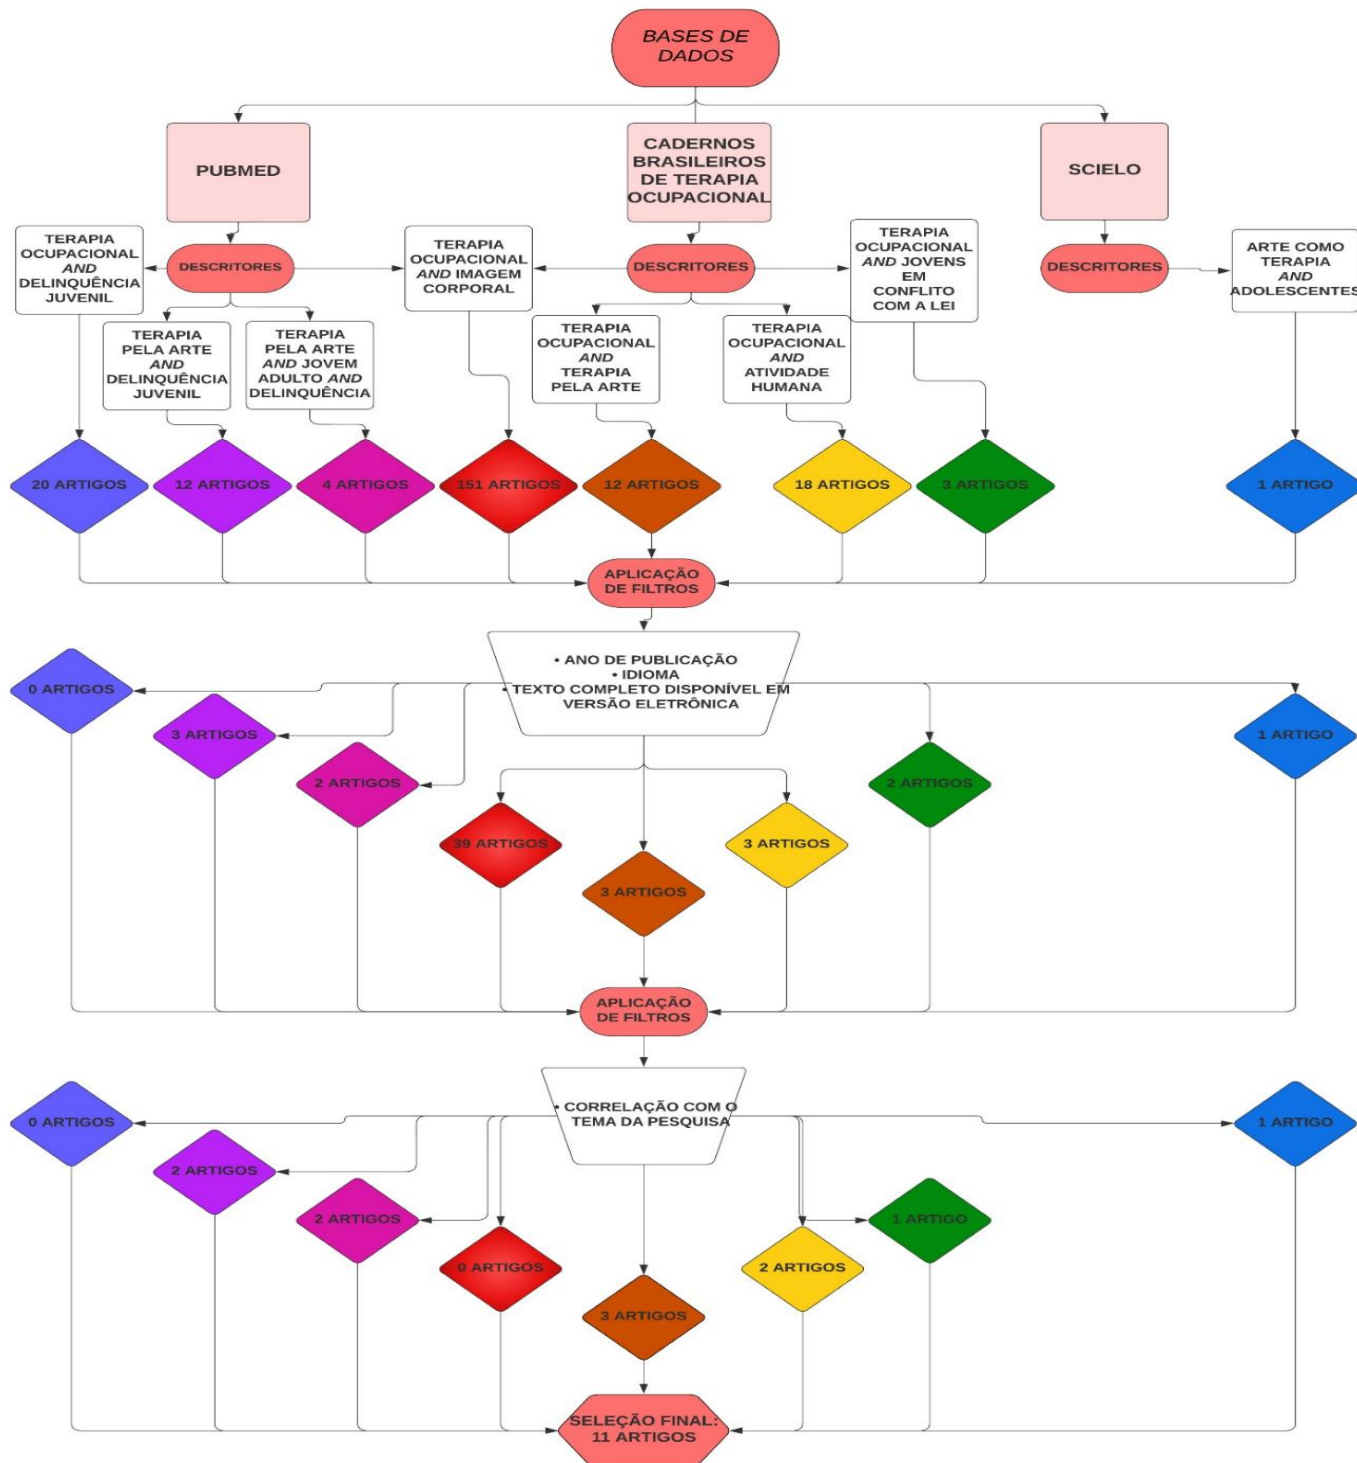 BASES DE
DADOS
PUBMED
CADERNOS
BRASILEIROS
DE TERAPIA
OCUPACIONAL
SCIELO
TERAPIA
OCUPACIONAL
AND
DELINQUÊNCIA
JUVENIL
DESCRITORES
TERAPIA
OCUPACIONAL
AND IMAGEM
CORPORAL
DESCRITORES
TERAPIA
OCUPACIONAL
AND JOVENS
EM
CONFLITO
COM A LEI
DESCRITORES
ARTE COMO
TERAPIA
AND
ADOLESCENTES
TERAPIA
PELA ARTE
AND
DELINQUÊNCIA
JUVENIL
TERAPIA
PELA ARTE
AND JOVEM
ADULTO AND
DELINQUÊNCIA
TERAPIA
OCUPACIONAL
AND
TERAPIA
PELA ARTE
TERAPIA
OCUPACIONAL
AND
ATIVIDADE
HUMANA
20 ARTIGOS
12 ARTIGOS
4 ARTIGOS
151 ARTIGOS
12 ARTIGOS
18 ARTIGOS
3 ARTIGOS
1 ARTIGO
APLICAÇÃO
DE FILTROS
• ANO DE PUBLICAÇÃO
• IDIOMA
• TEXTO COMPLETO DISPONÍVEL EM
VERSÃO ELETRÔNICA
0 ARTIGOS
3 ARTIGOS
2 ARTIGOS
39 ARTIGOS
3 ARTIGOS
3 ARTIGOS
2 ARTIGOS
1 ARTIGO
APLICAÇÃO
DE FILTROS
• CORRELAÇÃO COM O
TEMA DA PESQUISA
0 ARTIGOS
2 ARTIGOS
2 ARTIGOS
0 ARTIGOS
3 ARTIGOS
2 ARTIGOS
1 ARTIGO
1 ARTIGO
SELEÇÃO FINAL:
11 ARTIGOS